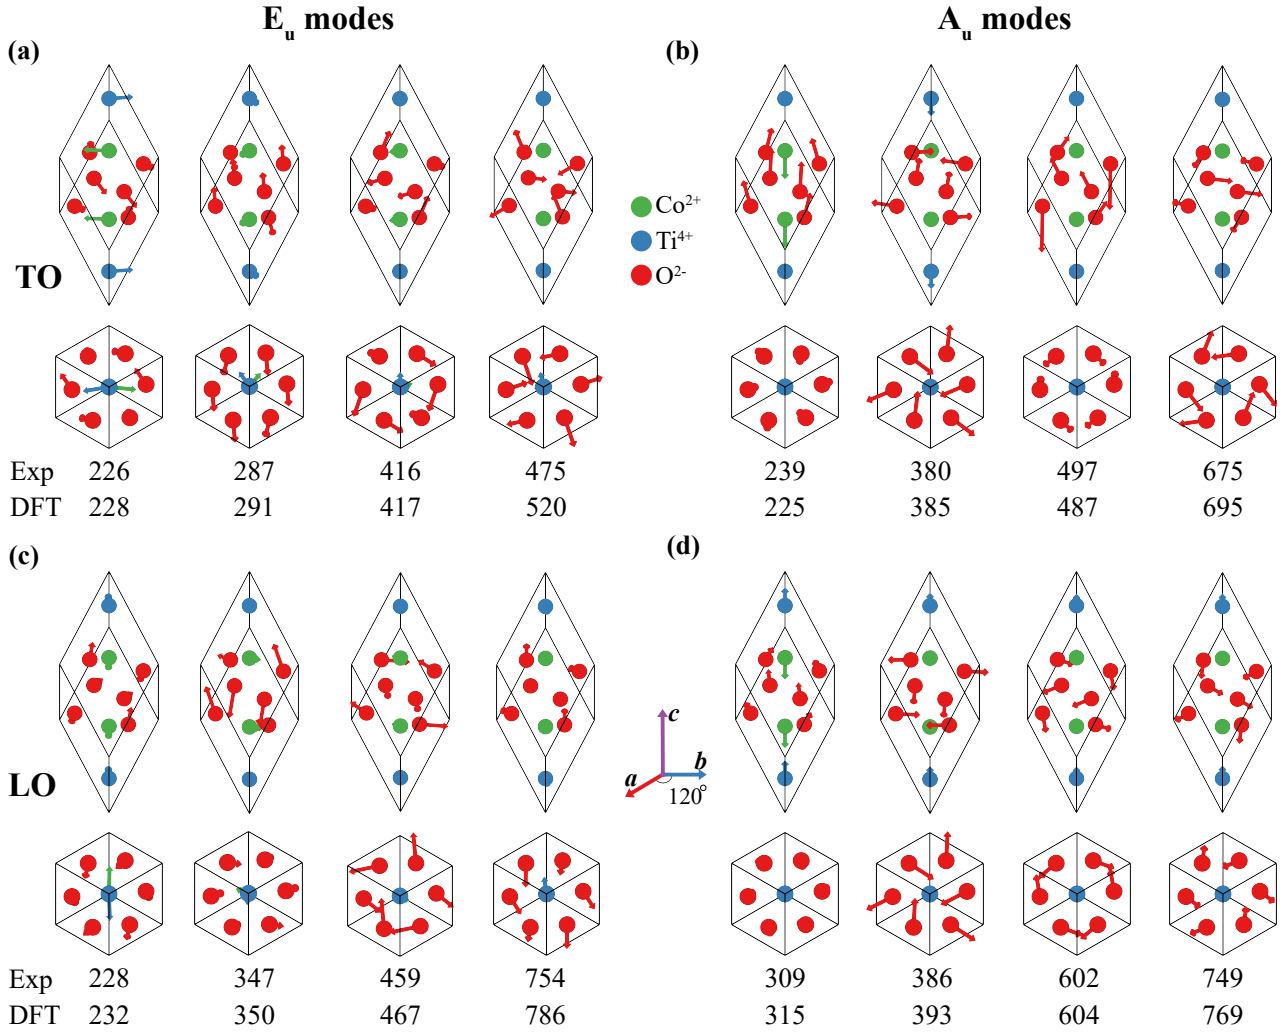 E_u modes
A_u modes
(a)
(b)
Co²⁺
Ti⁴⁺
O²⁻
TO
Exp 226 287 416 475 239 380 497 675
DFT 228 291 417 520 225 385 487 695
(c)
(d)
c
b
a
120°
LO
Exp 228 347 459 754 309 386 602 749
DFT 232 350 467 786 315 393 604 769